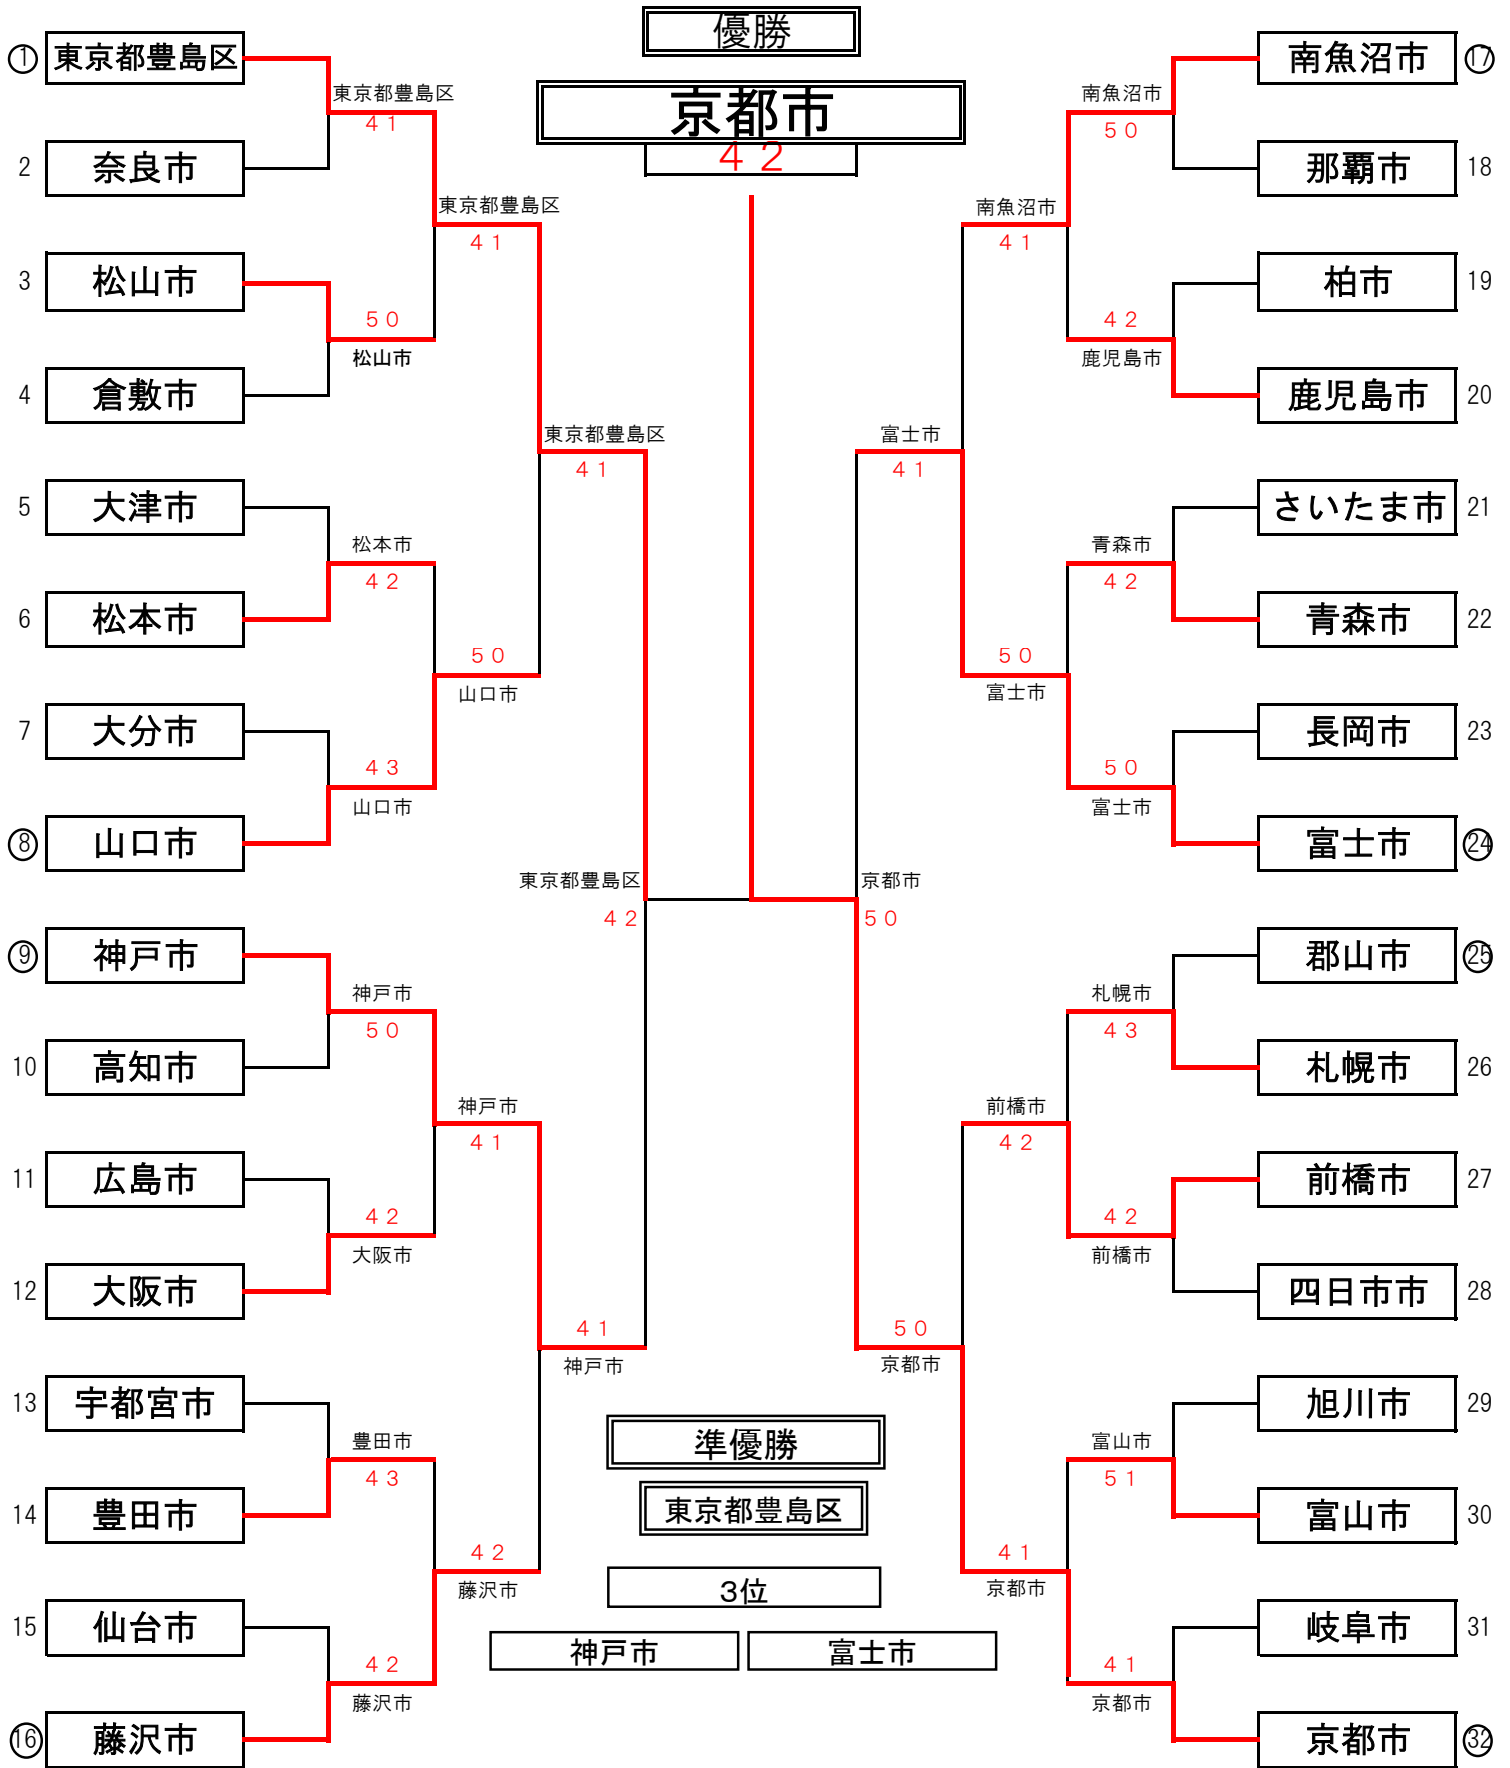 優勝
京都市
４２
① 東京都豊島区
2 奈良市
3 松山市
4 倉敷市
5 大津市
6 松本市
7 大分市
⑧ 山口市
⑨ 神戸市
10 高知市
11 広島市
12 大阪市
13 宇都宮市
14 豊田市
15 仙台市
⑯ 藤沢市
東京都豊島区
４１
５０
松山市
松本市
４２
４３
山口市
神戸市
５０
４２
大阪市
豊田市
４３
４２
藤沢市
東京都豊島区
４１
５０
山口市
神戸市
４１
４２
藤沢市
東京都豊島区
４１
４１
神戸市
東京都豊島区
４２
京都市
５０
富士市
４１
５０
京都市
南魚沼市
４１
５０
富士市
前橋市
４２
４１
京都市
南魚沼市
５０
４２
鹿児島市
青森市
４２
５０
富士市
札幌市
４３
４２
前橋市
富山市
５１
４１
京都市
南魚沼市 ⑰
那覇市 18
柏市 19
鹿児島市 20
さいたま市 21
青森市 22
長岡市 23
富士市 ㉔
郡山市 ㉕
札幌市 26
前橋市 27
四日市市 28
旭川市 29
富山市 30
岐阜市 31
京都市 ㉜
準優勝
東京都豊島区
3位
神戸市 富士市